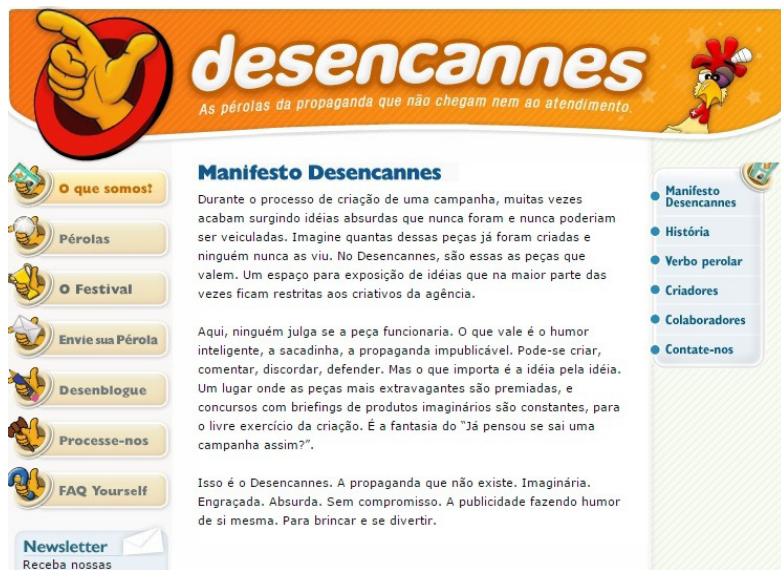 desencannes
As pérolas da propaganda que não chegam nem ao atendimento.
O que somos?
Pérolas
O Festival
Envie sua Pérola
Desenblogue
Processe-nos
FAQ Yourself
Newsletter
Receba nossas
Manifesto Desencannes
Durante o processo de criação de uma campanha, muitas vezes
acabam surgindo idéias absurdas que nunca foram e nunca poderiam
ser veiculadas. Imagine quantas dessas peças já foram criadas e
ninguém nunca as viu. No Desencannes, são essas as peças que
valem. Um espaço para exposição de idéias que na maior parte das
vezes ficam restritas aos criativos da agência.
Aqui, ninguém julga se a peça funcionaria. O que vale é o humor
inteligente, a sacadinha, a propaganda impublicável. Pode-se criar,
comentar, discordar, defender. Mas o que importa é a idéia pela idéia.
Um lugar onde as peças mais extravagantes são premiadas, e
concursos com briefings de produtos imaginários são constantes, para
o livre exercício da criação. É a fantasia do "Já pensou se sai uma
campanha assim?".
Isso é o Desencannes. A propaganda que não existe. Imaginária.
Engraçada. Absurda. Sem compromisso. A publicidade fazendo humor
de si mesma. Para brincar e se divertir.
Manifesto
Desencannes
História
Verbo perolar
Criadores
Colaboradores
Contate-nos